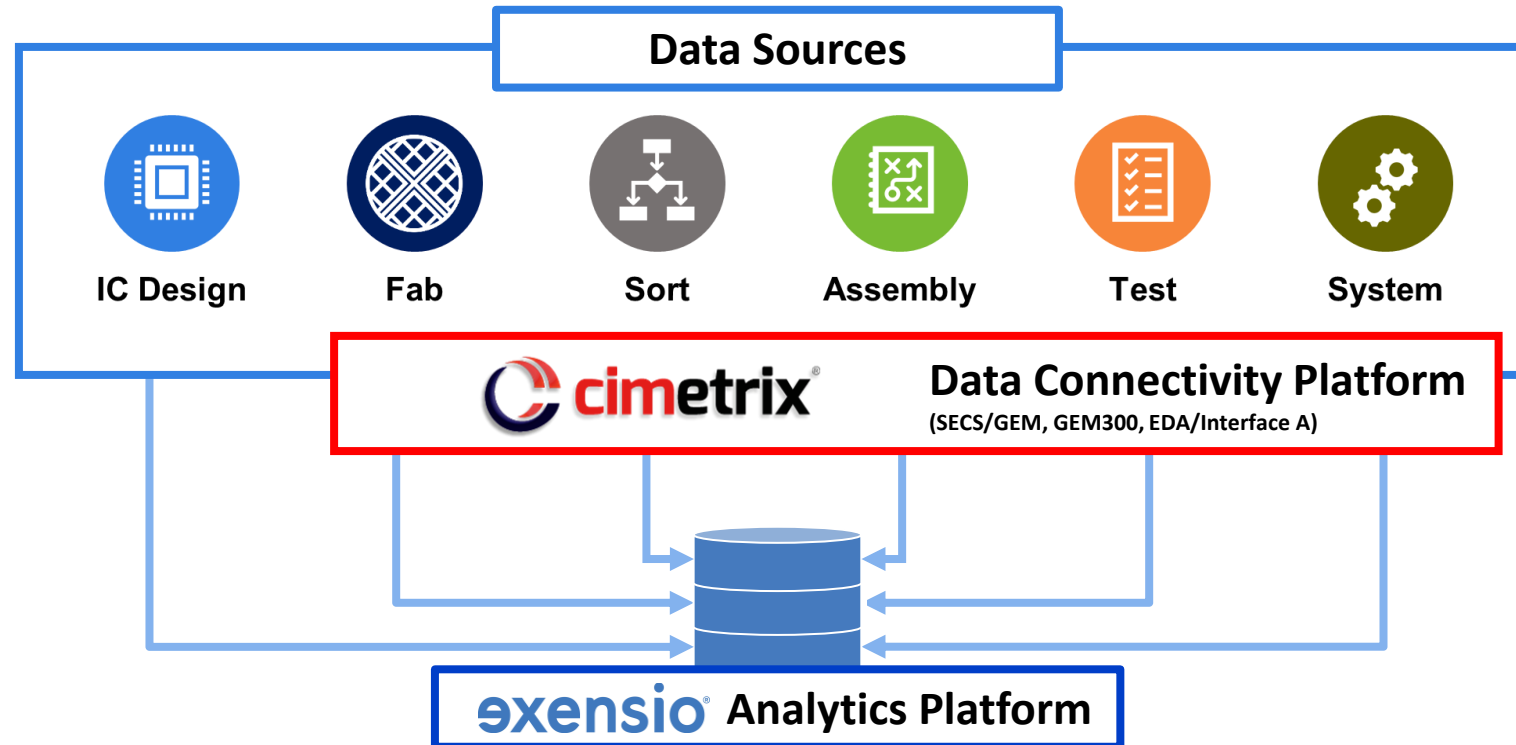 Data Sources
IC Design
Fab
Sort
Assembly
Test
System
cimetrix®
Data Connectivity Platform
(SECS/GEM, GEM300, EDA/Interface A)
exensio® Analytics Platform